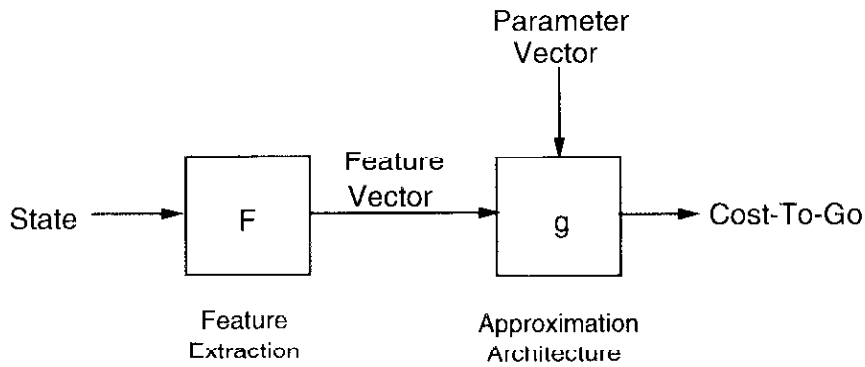 Parameter
Vector
Feature
Vector
State
F
g
Cost-To-Go
Feature
Extraction
Approximation
Architecture